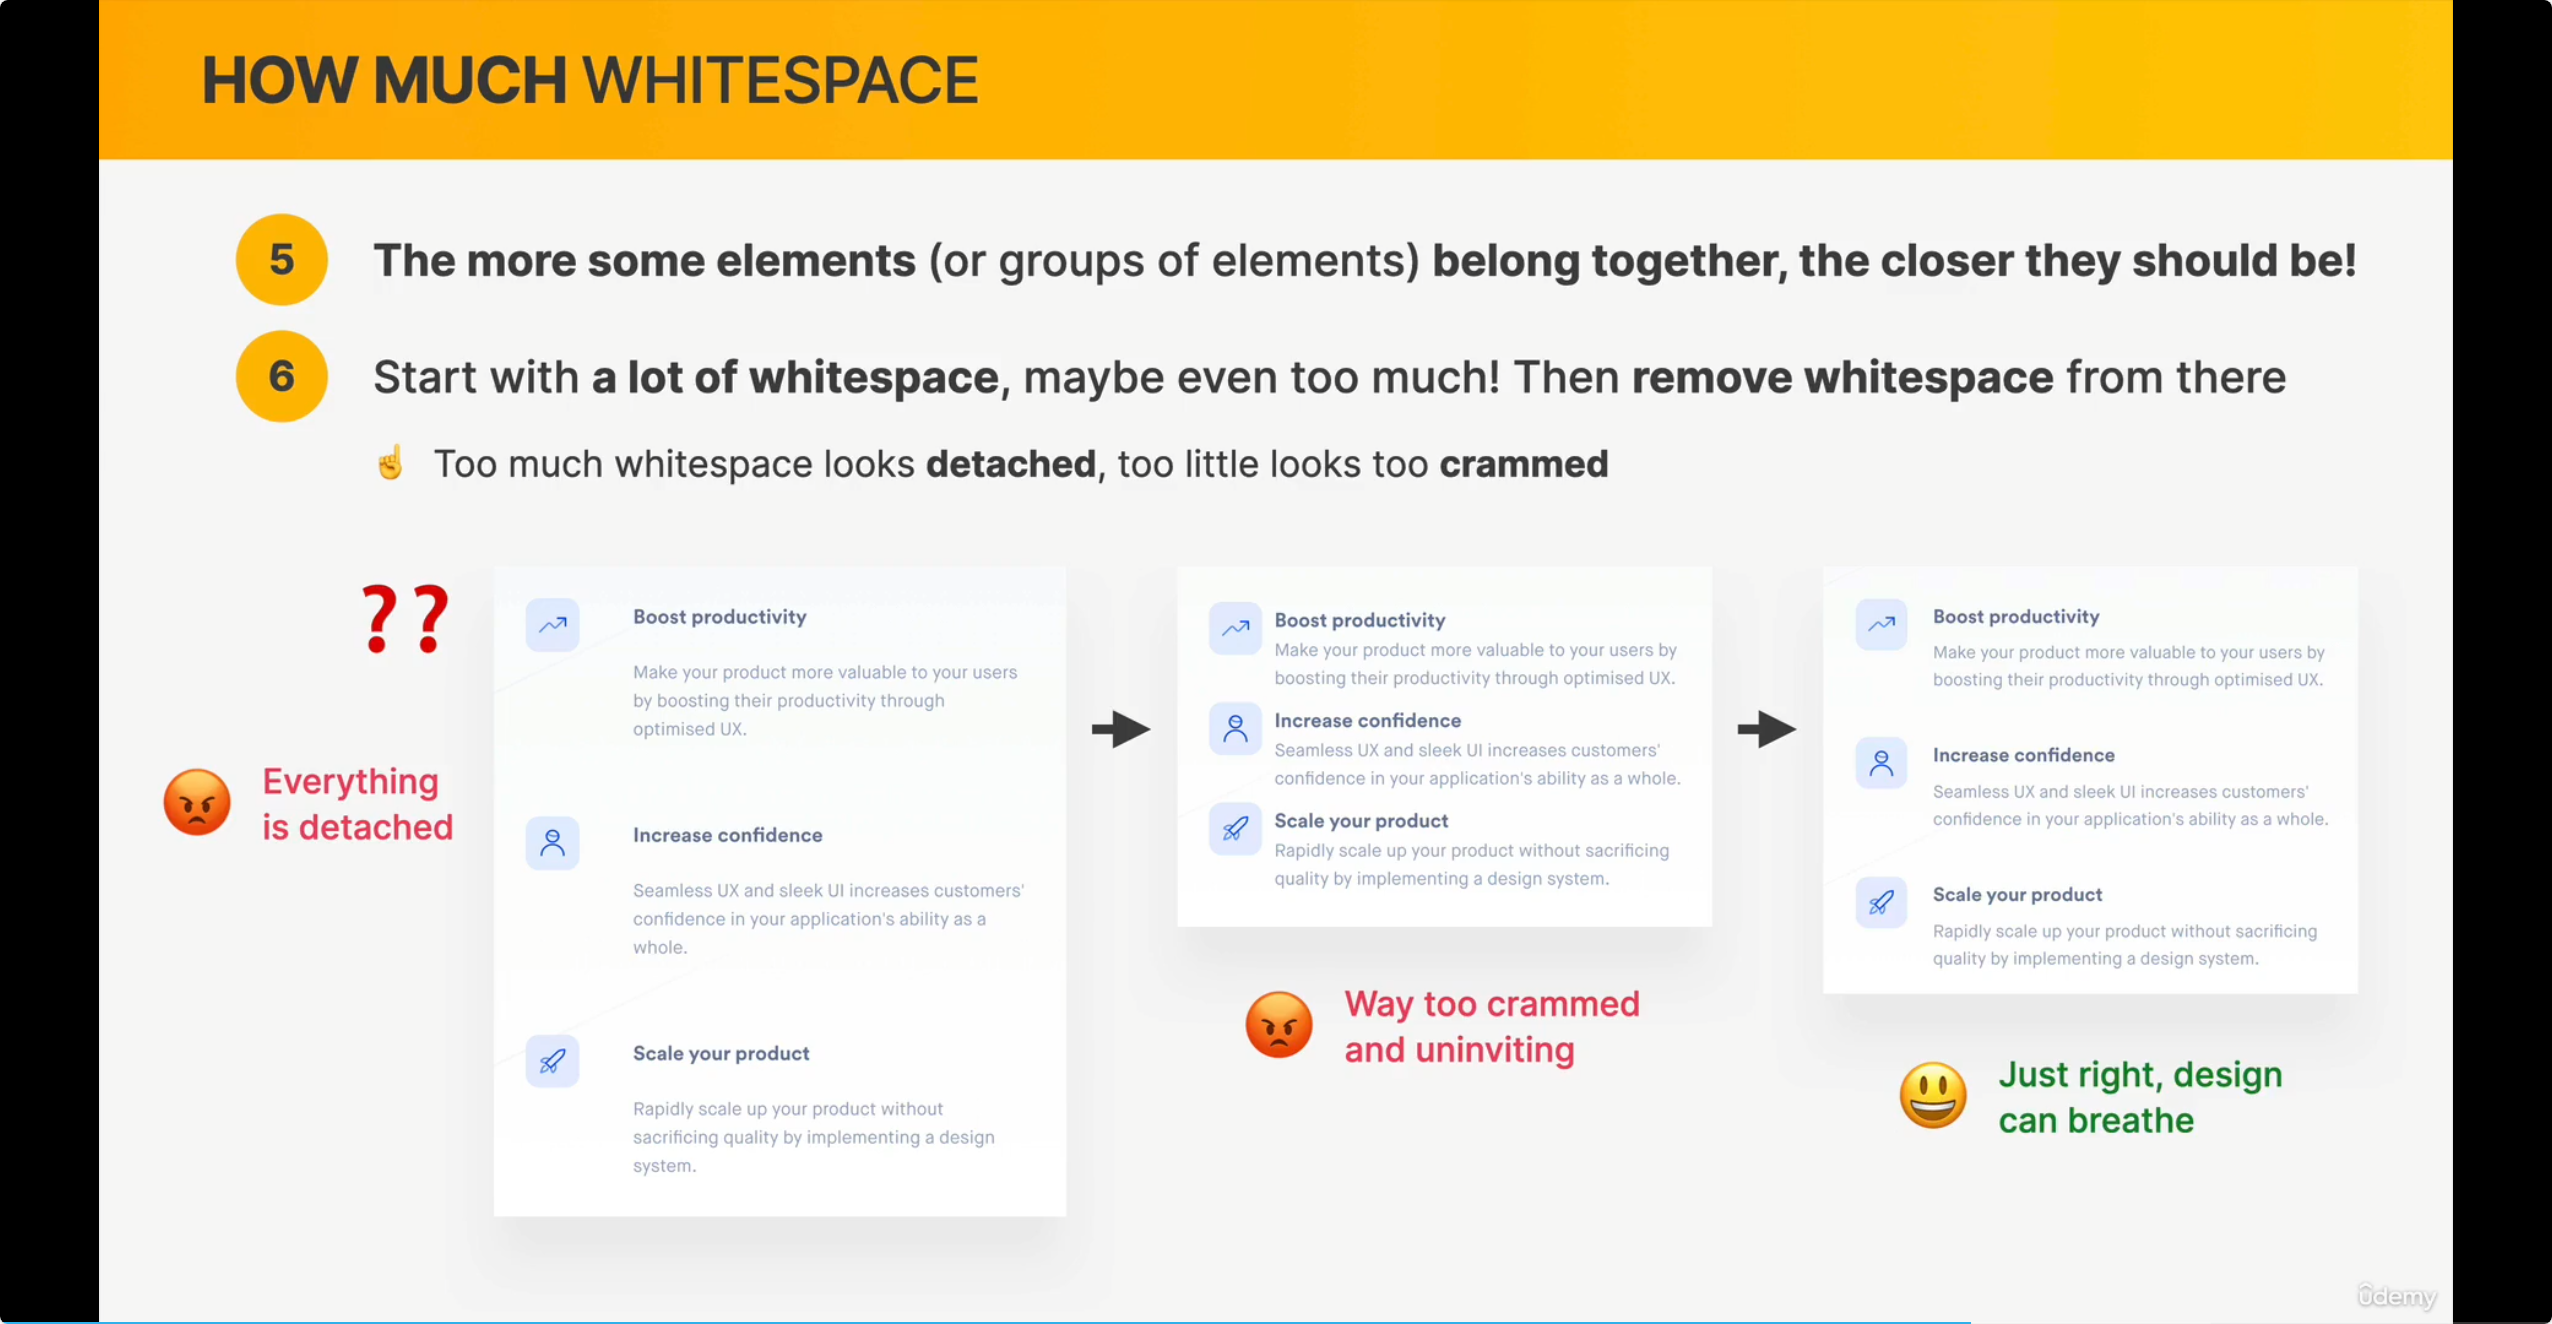 HOW MUCH WHITESPACE
5 The more some elements (or groups of elements) belong together, the closer they should be!
6 Start with a lot of whitespace, maybe even too much! Then remove whitespace from there
☝️ Too much whitespace looks detached, too little looks too crammed
??
Everything
is detached
Boost productivity
Make your product more valuable to your users
by boosting their productivity through
optimised UX.
Increase confidence
Seamless UX and sleek UI increases customers'
confidence in your application's ability as a
whole.
Scale your product
Rapidly scale up your product without
sacrificing quality by implementing a design
system.
Boost productivity
Make your product more valuable to your users by
boosting their productivity through optimised UX.
Increase confidence
Seamless UX and sleek UI increases customers'
confidence in your application's ability as a whole.
Scale your product
Rapidly scale up your product without sacrificing
quality by implementing a design system.
Way too crammed
and uninviting
Boost productivity
Make your product more valuable to your users by
boosting their productivity through optimised UX.
Increase confidence
Seamless UX and sleek UI increases customers'
confidence in your application's ability as a whole.
Scale your product
Rapidly scale up your product without sacrificing
quality by implementing a design system.
Just right, design
can breathe
ûdemy